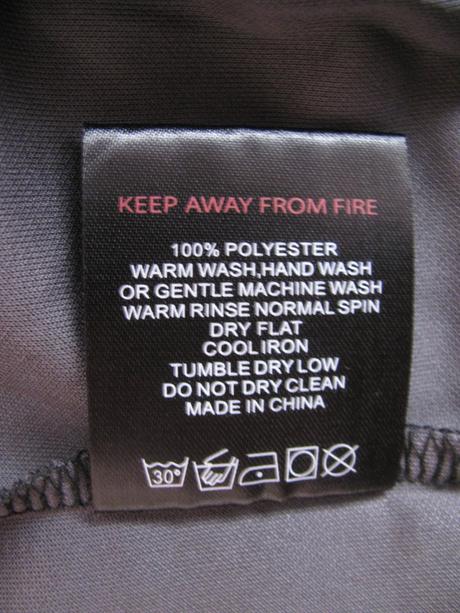 KEEP AWAY FROM FIRE
100% POLYESTER
WARM WASH,HAND WASH
OR GENTLE MACHINE WASH
WARM RINSE NORMAL SPIN
DRY FLAT
COOL IRON
TUMBLE DRY LOW
DO NOT DRY CLEAN
MADE IN CHINA
30°